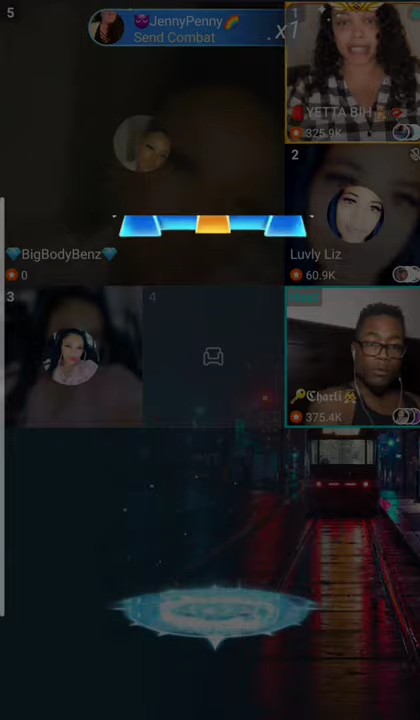 5
😈JennyPenny🌈
Send Combat
x1
1
🌹YETTA BIH
325.9K
2
💎BigBodyBenz💎
0
Luvly Liz
60.9K
3
4
🔑ℭ𝔥𝔞𝔯𝔩𝔦
375.4K